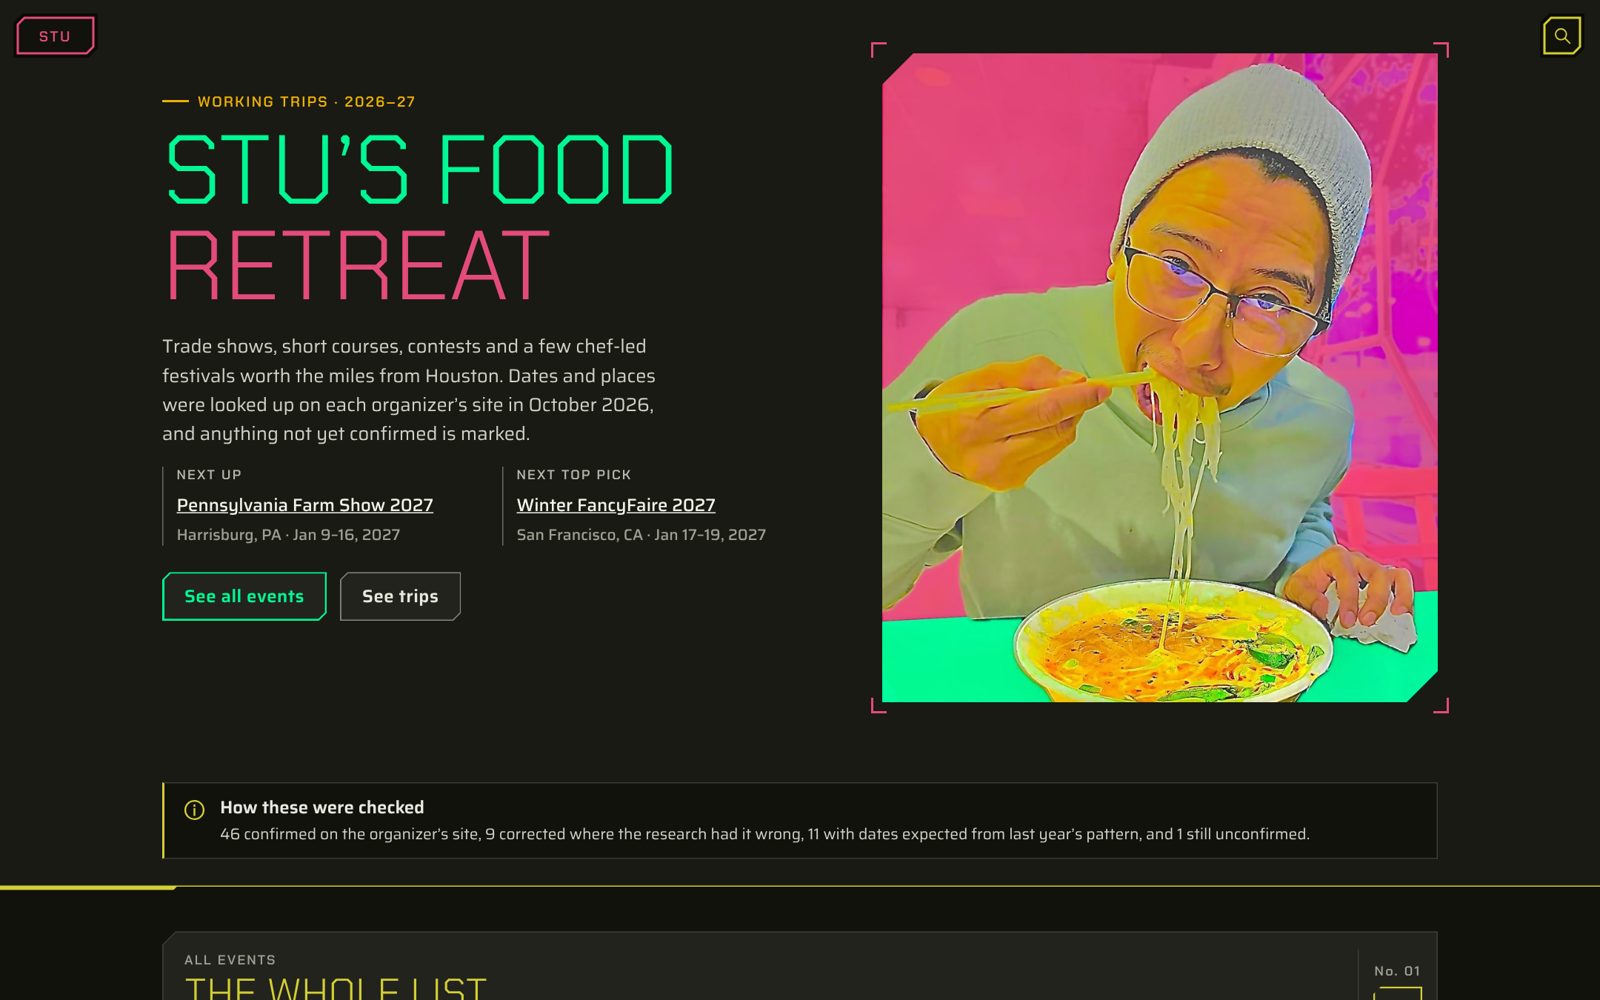 STU
WORKING TRIPS · 2026–27
STU’S FOOD
RETREAT
Trade shows, short courses, contests and a few chef-led
festivals worth the miles from Houston. Dates and places
were looked up on each organizer’s site in October 2026,
and anything not yet confirmed is marked.
NEXT UP
Pennsylvania Farm Show 2027
Harrisburg, PA · Jan 9–16, 2027
NEXT TOP PICK
Winter FancyFaire 2027
San Francisco, CA · Jan 17–19, 2027
See all events
See trips
How these were checked
46 confirmed on the organizer’s site, 9 corrected where the research had it wrong, 11 with dates expected from last year’s pattern, and 1 still unconfirmed.
ALL EVENTS
No. 01
THE WHOLE LIST